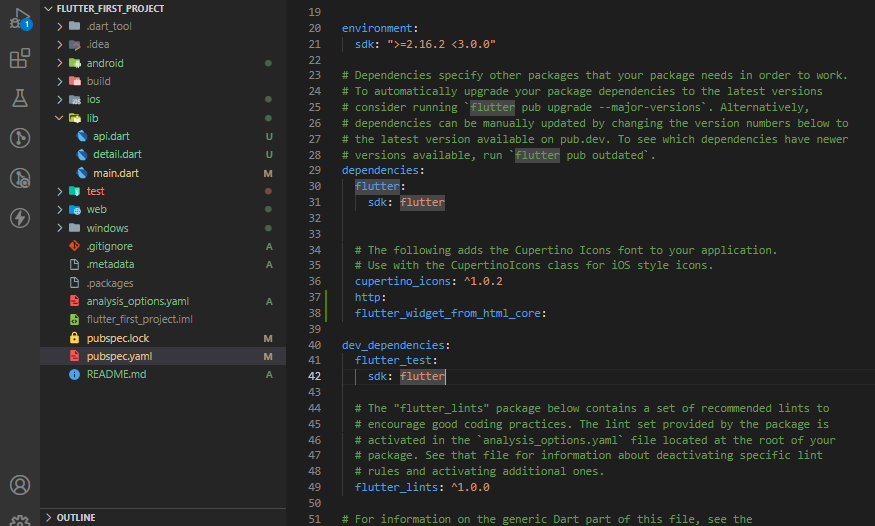 FLUTTER_FIRST_PROJECT
.dart_tool
.idea
android
build
ios
lib
api.dart U
detail.dart U
main.dart M
test
web
windows
.gitignore A
.metadata A
.packages
analysis_options.yaml A
flutter_first_project.iml
pubspec.lock M
pubspec.yaml M
README.md A
OUTLINE
1
19
20 environment:
21 sdk: ">=2.16.2 <3.0.0"
22
23 # Dependencies specify other packages that your package needs in order to work.
24 # To automatically upgrade your package dependencies to the latest versions
25 # consider running `flutter pub upgrade --major-versions`. Alternatively,
26 # dependencies can be manually updated by changing the version numbers below to
27 # the latest version available on pub.dev. To see which dependencies have newer
28 # versions available, run `flutter pub outdated`.
29 dependencies:
30 flutter:
31 sdk: flutter
32
33
34 # The following adds the Cupertino Icons font to your application.
35 # Use with the CupertinoIcons class for iOS style icons.
36 cupertino_icons: ^1.0.2
37 http:
38 flutter_widget_from_html_core:
39
40 dev_dependencies:
41 flutter_test:
42 sdk: flutter
43
44 # The "flutter_lints" package below contains a set of recommended lints to
45 # encourage good coding practices. The lint set provided by the package is
46 # activated in the `analysis_options.yaml` file located at the root of your
47 # package. See that file for information about deactivating specific lint
48 # rules and activating additional ones.
49 flutter_lints: ^1.0.0
50
51 # For information on the generic Dart part of this file, see the